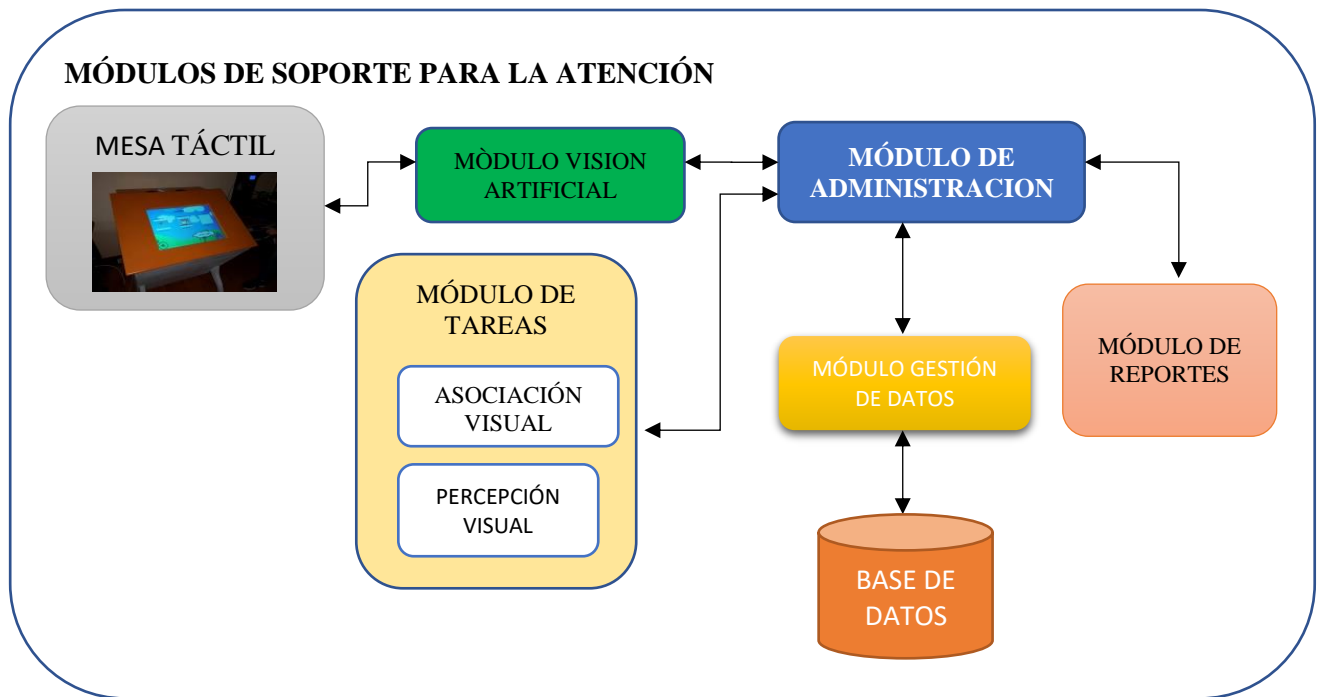 MÓDULOS DE SOPORTE PARA LA ATENCIÓN
MESA TÁCTIL
MÒDULO VISION
ARTIFICIAL
MÓDULO DE
ADMINISTRACION
MÓDULO DE
TAREAS
ASOCIACIÓN
VISUAL
PERCEPCIÓN
VISUAL
MÓDULO GESTIÓN
DE DATOS
MÓDULO DE
REPORTES
BASE DE
DATOS